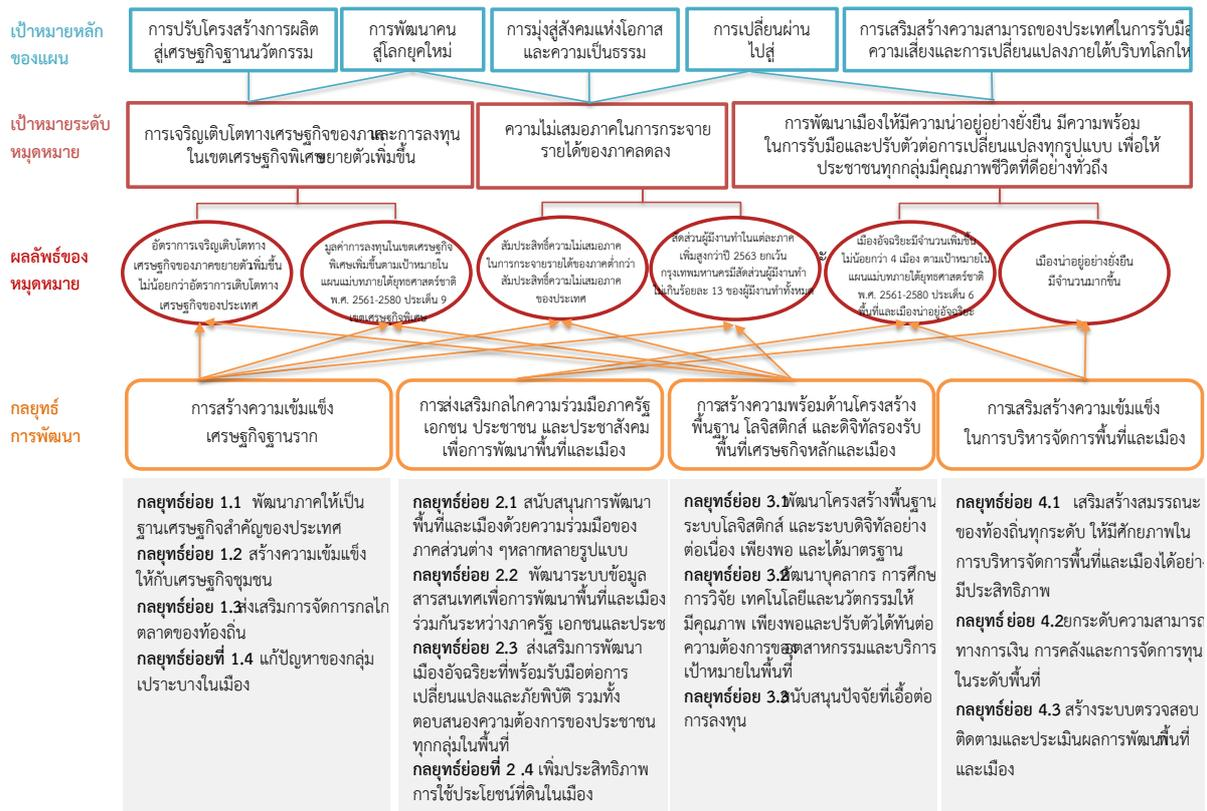 เป้าหมายหลัก
ของแผน
การปรับโครงสร้างการผลิต
สู่เศรษฐกิจฐานนวัตกรรม
การพัฒนาคน
สู่โลกยุคใหม่
การมุ่งสู่สังคมแห่งโอกาส
และความเป็นธรรม
การเปลี่ยนผ่าน
ไปสู่
การเสริมสร้างความสามารถของประเทศในการรับมือ
ความเสี่ยงและการเปลี่ยนแปลงภายใต้บริบทโลกให
เป้าหมายระดับ
หมุดหมาย
การเจริญเติบโตทางเศรษฐกิจของภาคและการลงทุน
ในเขตเศรษฐกิจพิเศษขยายตัวเพิ่มขึ้น
ความไม่เสมอภาคในการกระจาย
รายได้ของภาคลดลง
การพัฒนาเมืองให้มีความน่าอยู่อย่างยั่งยืน มีความพร้อม
ในการรับมือและปรับตัวต่อการเปลี่ยนแปลงทุกรูปแบบ เพื่อให้
ประชาชนทุกกลุ่มมีคุณภาพชีวิตที่ดีอย่างทั่วถึง
ผลลัพธ์ของ
หมุดหมาย
อัตราการเจริญเติบโตทาง
เศรษฐกิจของภาคขยายตัวเพิ่มขึ้น
ไม่น้อยกว่าอัตราการเติบโตทาง
เศรษฐกิจของประเทศ
มูลค่าการลงทุนในเขตเศรษฐกิจ
พิเศษเพิ่มขึ้นตามเป้าหมายใน
แผนแม่บทภายใต้ยุทธศาสตร์ชาติ
พ.ศ. 2561-2580 ประเด็น 9
เขตเศรษฐกิจพิเศษ
สัมประสิทธิ์ความไม่เสมอภาค
ในการกระจายรายได้ของภาคต่ำกว่า
สัมประสิทธิ์ความไม่เสมอภาค
ของประเทศ
สัดส่วนผู้มีงานทำในแต่ละภาค
เพิ่มสูงกว่าปี 2563 ยกเว้น
กรุงเทพมหานครมีสัดส่วนผู้มีงานทำ
ไม่เกินร้อยละ 13 ของผู้มีงานทำทั้งหมด
เมืองอัจฉริยะมีจำนวนเพิ่มขึ้น
ไม่น้อยกว่า 4 เมือง ตามเป้าหมายใน
แผนแม่บทภายใต้ยุทธศาสตร์ชาติ
พ.ศ. 2561-2580 ประเด็น 6
พื้นที่และเมืองน่าอยู่อัจฉริยะ
เมืองน่าอยู่อย่างยั่งยืน
มีจำนวนมากขึ้น
กลยุทธ์
การพัฒนา
การสร้างความเข้มแข็ง
เศรษฐกิจฐานราก
การส่งเสริมกลไกความร่วมมือภาครัฐ
เอกชน ประชาชน และประชาสังคม
เพื่อการพัฒนาพื้นที่และเมือง
การสร้างความพร้อมด้านโครงสร้าง
พื้นฐาน โลจิสติกส์ และดิจิทัลรองรับ
พื้นที่เศรษฐกิจหลักและเมือง
การเสริมสร้างความเข้มแข็ง
ในการบริหารจัดการพื้นที่และเมือง
กลยุทธ์ย่อย 1.1 พัฒนาภาคให้เป็น
ฐานเศรษฐกิจสำคัญของประเทศ
กลยุทธ์ย่อย 1.2 สร้างความเข้มแข็ง
ให้กับเศรษฐกิจชุมชน
กลยุทธ์ย่อย 1.3 ส่งเสริมการจัดการกลไก
ตลาดของท้องถิ่น
กลยุทธ์ย่อยที่ 1.4 แก้ปัญหาของกลุ่ม
เปราะบางในเมือง
กลยุทธ์ย่อย 2.1 สนับสนุนการพัฒนา
พื้นที่และเมืองด้วยความร่วมมือของ
ภาคส่วนต่าง ๆหลากหลายรูปแบบ
กลยุทธ์ย่อย 2.2 พัฒนาระบบข้อมูล
สารสนเทศเพื่อการพัฒนาพื้นที่และเมือง
ร่วมกันระหว่างภาครัฐ เอกชนและประช
กลยุทธ์ย่อย 2.3 ส่งเสริมการพัฒนา
เมืองอัจฉริยะที่พร้อมรับมือต่อการ
เปลี่ยนแปลงและภัยพิบัติ รวมทั้ง
ตอบสนองความต้องการของประชาชน
ทุกกลุ่มในพื้นที่
กลยุทธ์ย่อยที่ 2 .4 เพิ่มประสิทธิภาพ
การใช้ประโยชน์ที่ดินในเมือง
กลยุทธ์ย่อย 3.1 พัฒนาโครงสร้างพื้นฐาน
ระบบโลจิสติกส์ และระบบดิจิทัลอย่าง
ต่อเนื่อง เพียงพอ และได้มาตรฐาน
กลยุทธ์ย่อย 3.2 พัฒนาบุคลากร การศึกษ
การวิจัย เทคโนโลยีและนวัตกรรมให้
มีคุณภาพ เพียงพอและปรับตัวได้ทันต่อ
ความต้องการของอุตสาหกรรมและบริการ
เป้าหมายในพื้นที่
กลยุทธ์ย่อย 3.3 สนับสนุนปัจจัยที่เอื้อต่อ
การลงทุน
กลยุทธ์ย่อย 4.1 เสริมสร้างสมรรถนะ
ของท้องถิ่นทุกระดับ ให้มีศักยภาพใน
การบริหารจัดการพื้นที่และเมืองได้อย่า
มีประสิทธิภาพ
กลยุทธ์ ย่อย 4.2ยกระดับความสามารถ
ทางการเงิน การคลังและการจัดการทุน
ในระดับพื้นที่
กลยุทธ์ย่อย 4.3 สร้างระบบตรวจสอบ
ติดตามและประเมินผลการพัฒนาพื้นที่
และเมือง